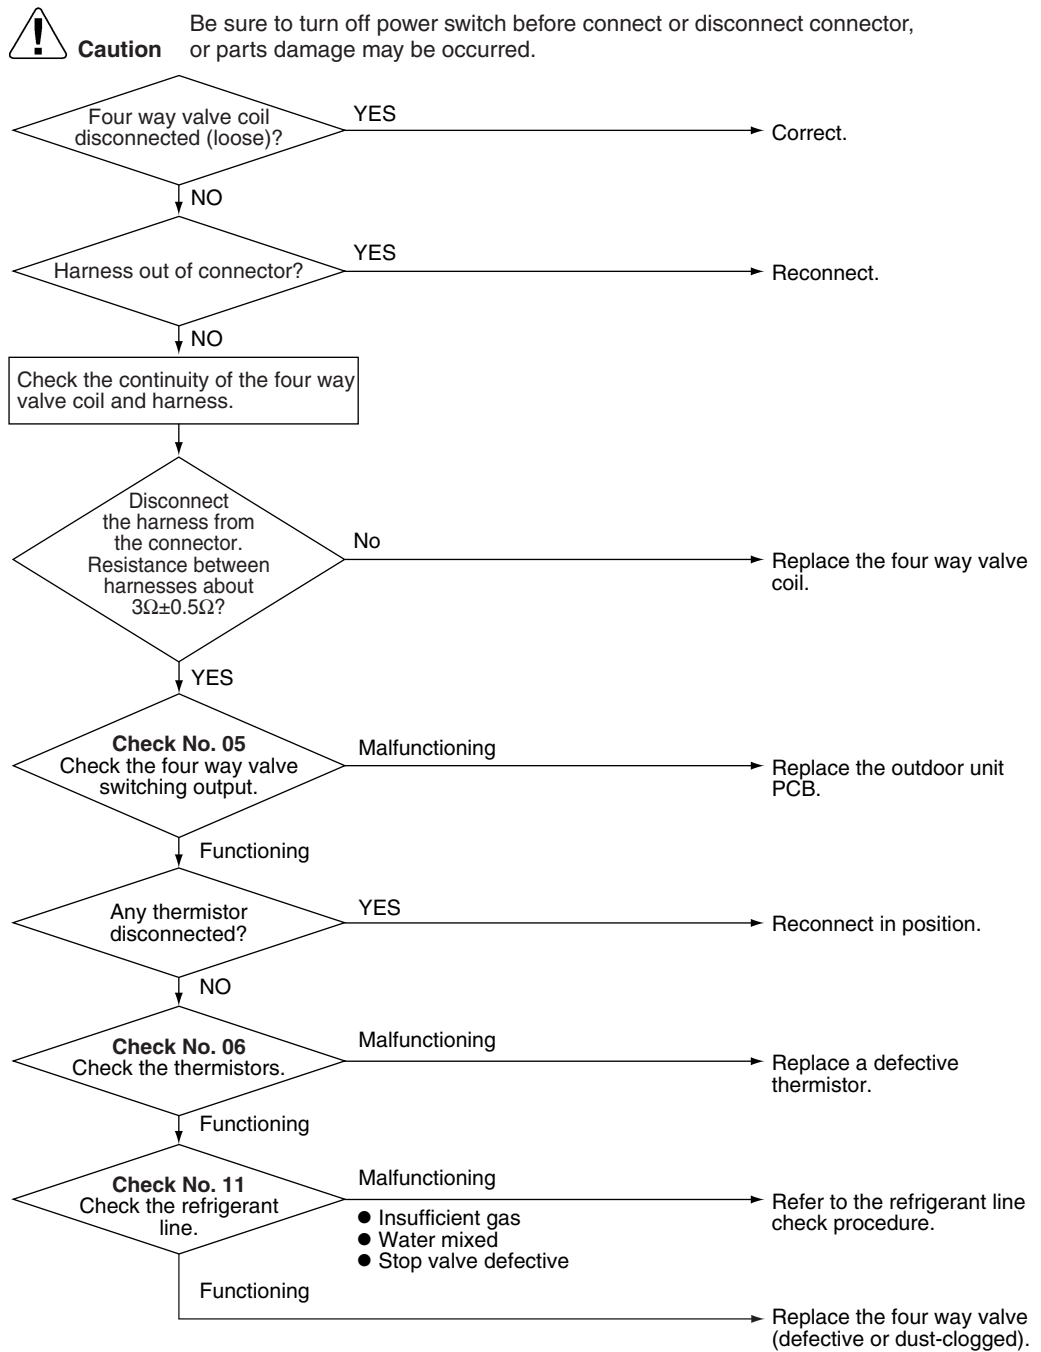 Be sure to turn off power switch before connect or disconnect connector,
Caution or parts damage may be occurred.
Four way valve coil
disconnected (loose)?
YES
Correct.
NO
Harness out of connector?
YES
Reconnect.
NO
Check the continuity of the four way
valve coil and harness.
Disconnect
the harness from
the connector.
Resistance between
harnesses about
3Ω±0.5Ω?
No
Replace the four way valve
coil.
YES
Check No. 05
Check the four way valve
switching output.
Malfunctioning
Replace the outdoor unit
PCB.
Functioning
Any thermistor
disconnected?
YES
Reconnect in position.
NO
Check No. 06
Check the thermistors.
Malfunctioning
Replace a defective
thermistor.
Functioning
Check No. 11
Check the refrigerant
line.
Malfunctioning
● Insufficient gas
● Water mixed
● Stop valve defective
Refer to the refrigerant line
check procedure.
Functioning
Replace the four way valve
(defective or dust-clogged).